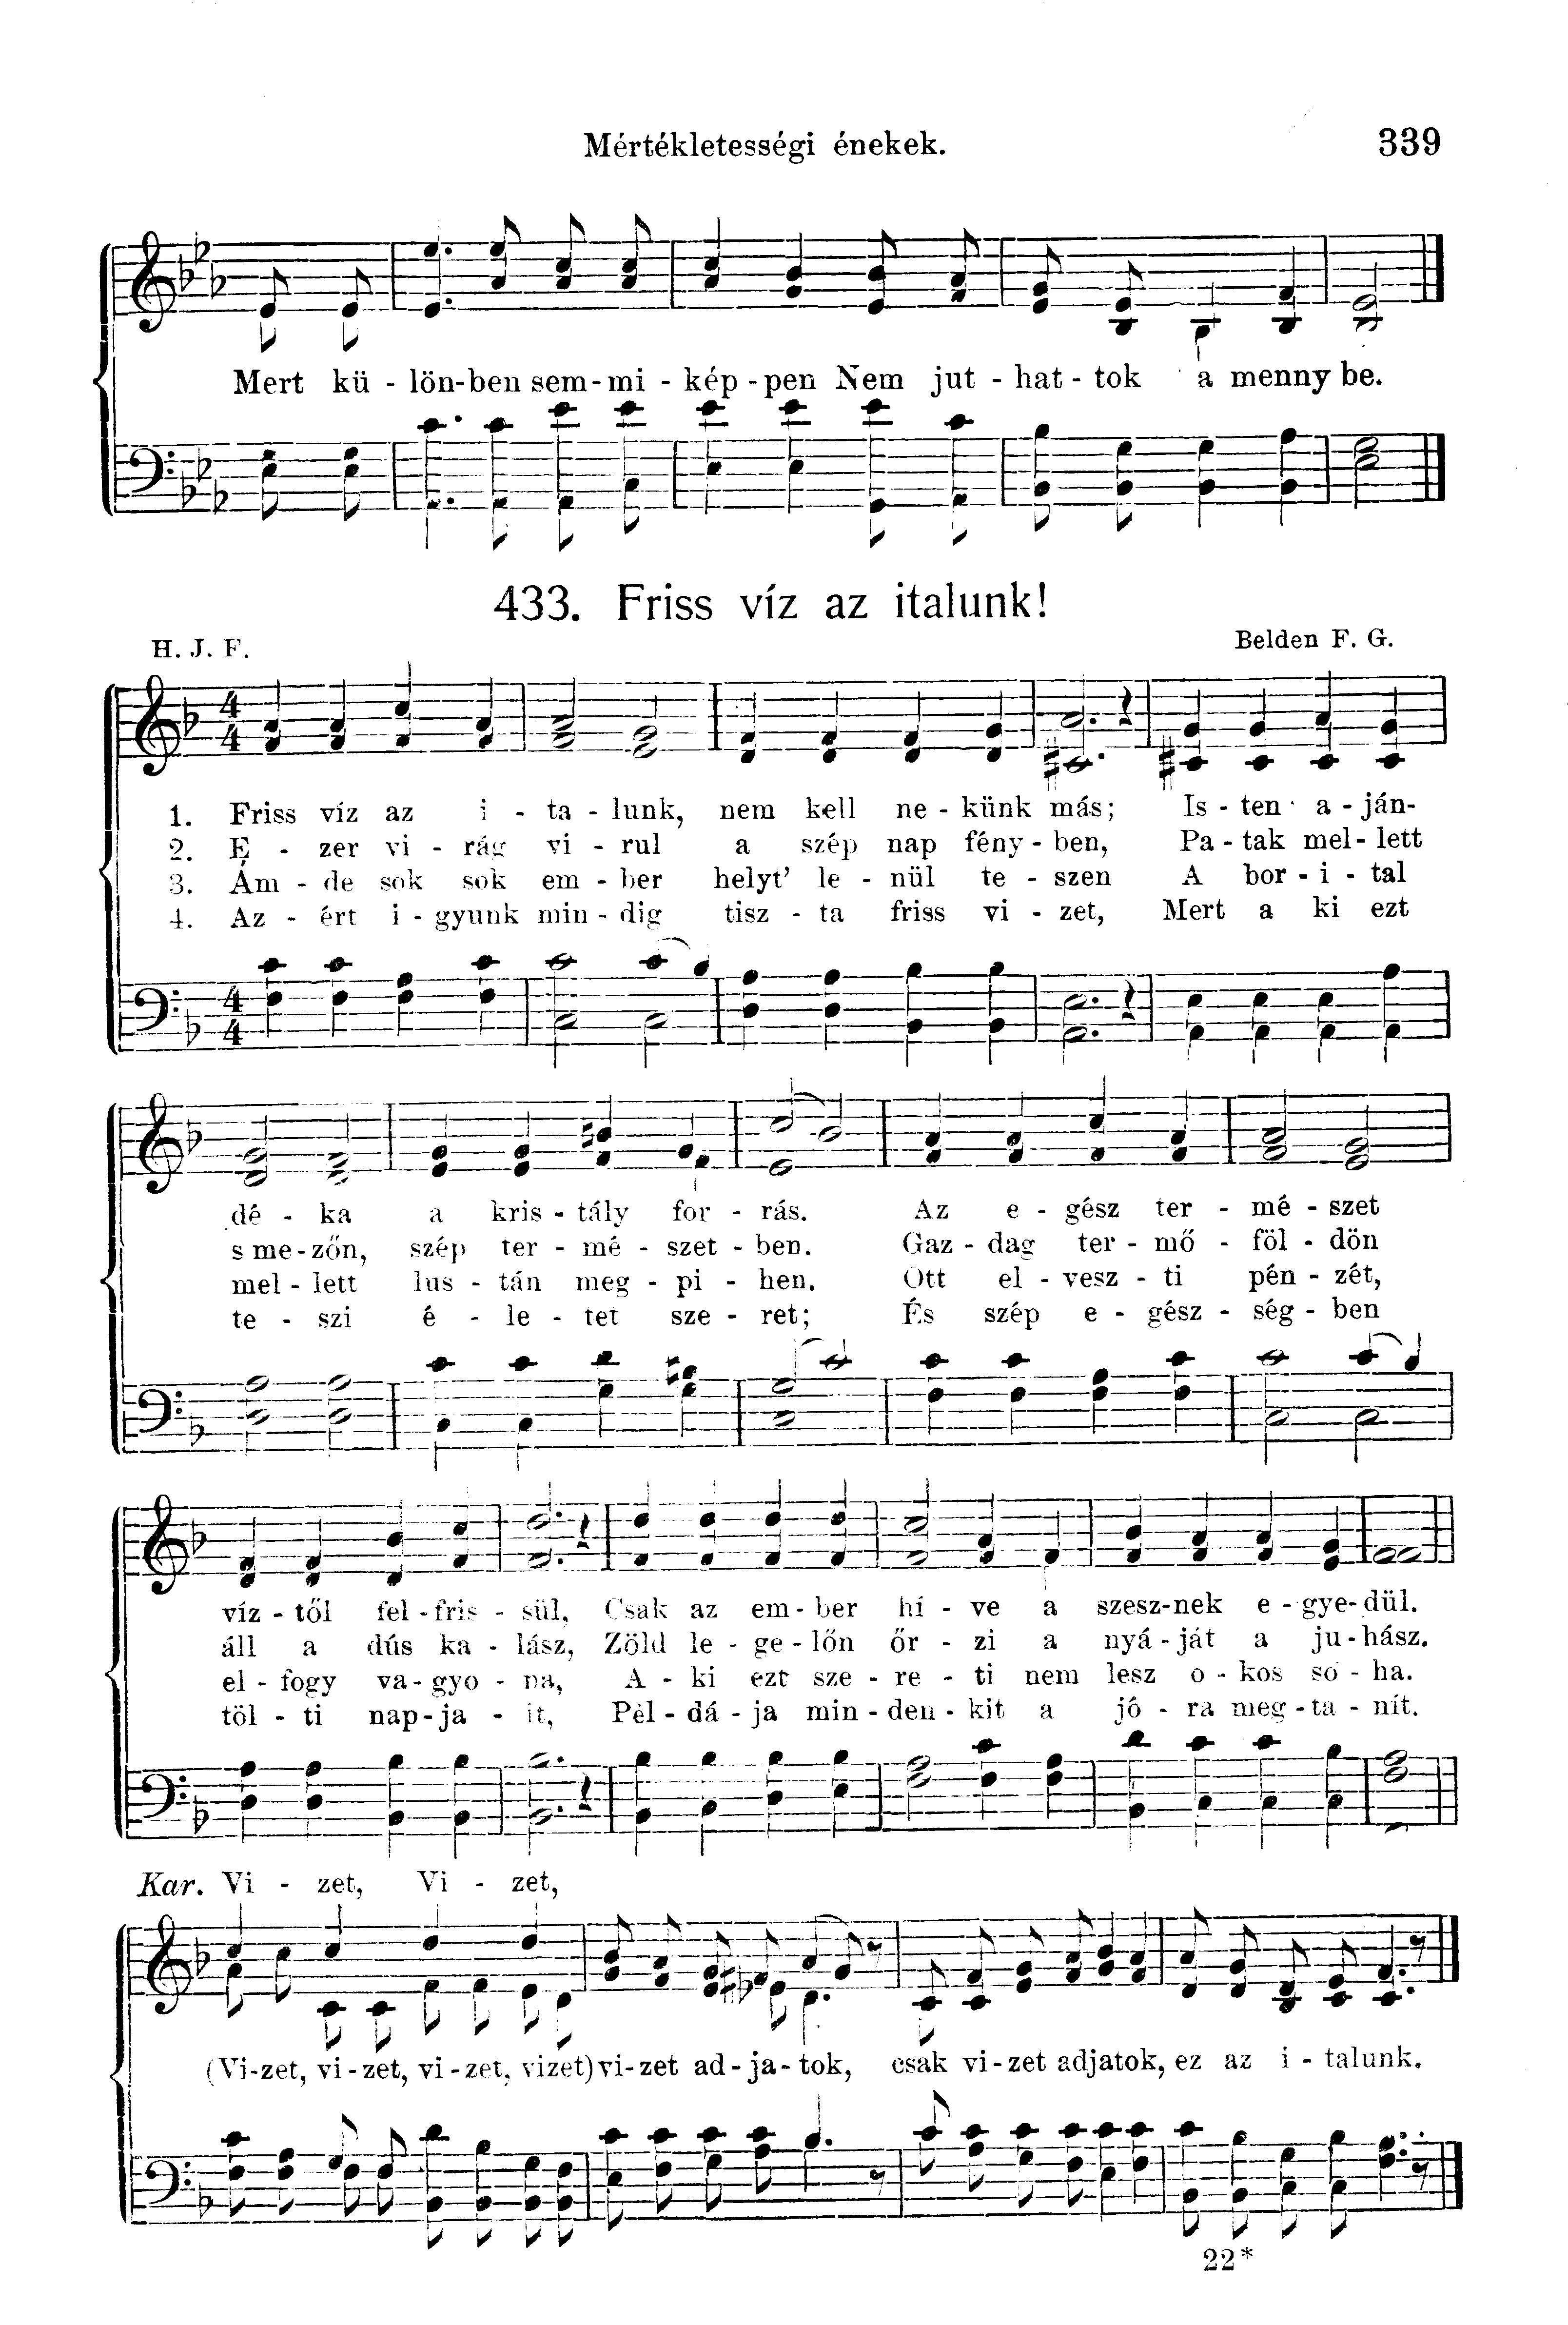 Mértékletességi énekek. 339
Mert kü - lön-ben sem-mi - kép-pen Nem jut - hat - tok a menny be.
433. Friss víz az italunk!
H. J. F. Belden F. G.
4 4
1. Friss víz az i - ta - lunk, nem kell ne - künk más; Is - ten a - ján-
2. E - zer vi - rág vi - rul a szép nap fény - ben, Pa - tak mel - lett
3. Ám - de sok sok em - ber helyt' le - nül te - szen A bor - i - tal
4. Az - ért i - gyunk min - dig tisz - ta friss vi - zet, Mert a ki ezt
4 4
dé - ka a kris - tály for - rás. Az e - gész ter - mé - szet
s me-zőn, szép ter - mé - szet - ben. Gaz - dag ter - mő - föl - dön
mel - lett lus - tán meg - pi - hen. Ott el - vesz - ti pén - zét,
te - szi é - le - tet sze - ret; És szép e - gész - ség - ben
víz - től fel - fris - sül, Csak az em - ber hí - ve a szesz-nek e - gye-dül.
áll a dús ka - lász, Zöld le - ge - lőn őr - zi a nyá - ját a ju - hász.
el - fogy va - gyo - na, A - ki ezt sze - re - ti nem lesz o - kos so - ha.
töl - ti nap - ja - it, Pél - dá - ja min - den - kit a jó - ra meg - ta - nít.
Kar. Vi - zet, Vi - zet,
(Vi-zet, vi-zet, vi-zet, vizet) vi-zet ad-ja-tok, csak vi-zet adjatok, ez az i - talunk.
22*